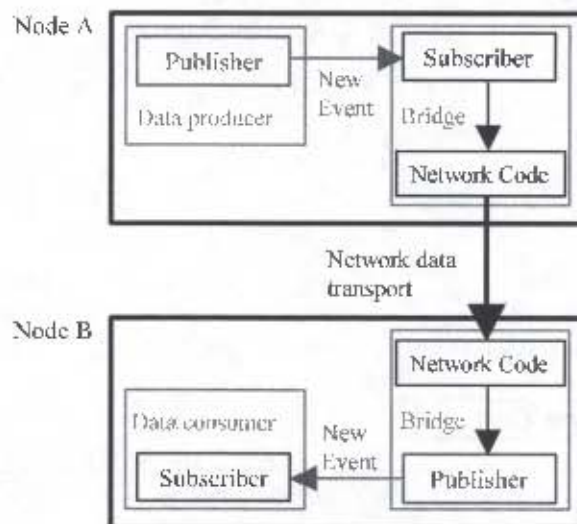 Node A
Publisher
Data producer
New
Event
Subscriber
Bridge
Network Code
Network data
transport
Node B
Network Code
Bridge
Publisher
New
Event
Data consumer
Subscriber